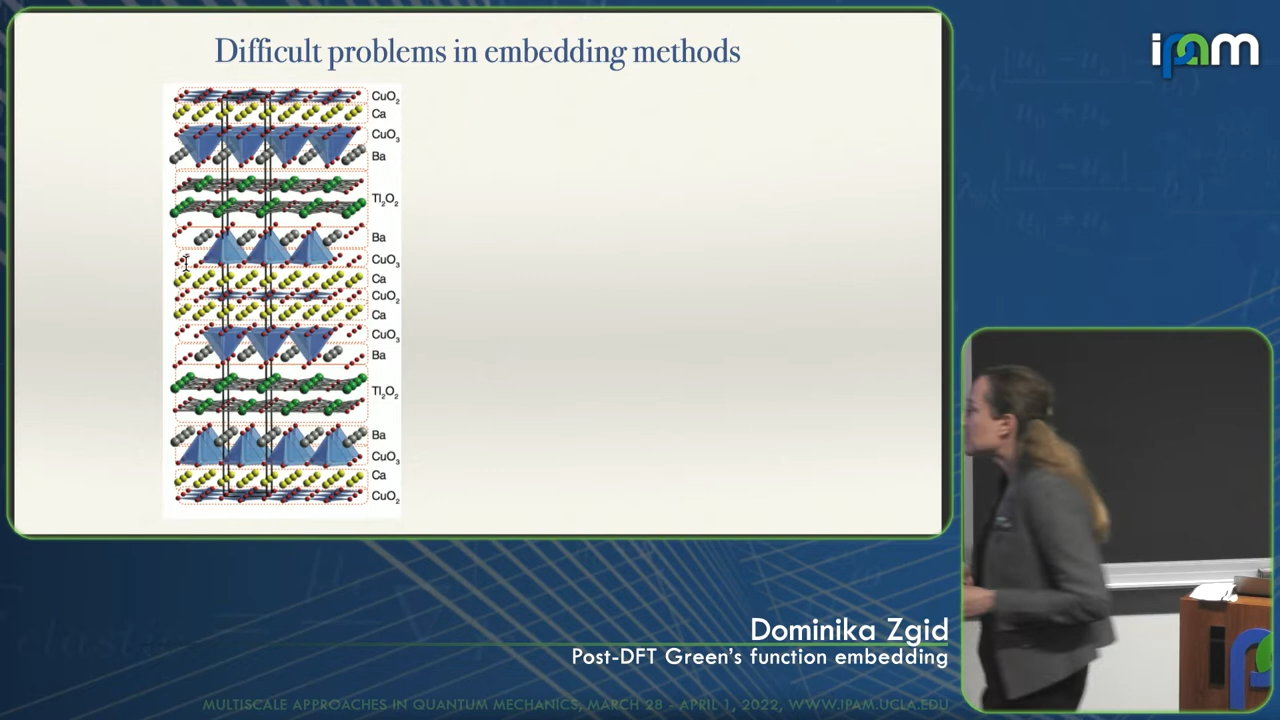 Difficult problems in embedding methods
CuO2
Ca
CuO3
Ba
Tl2O2
Ba
CuO3
Ca
CuO2
Ca
CuO3
Ba
Tl2O2
Ba
CuO3
Ca
CuO2
ipam
Dominika Zgid
Post-DFT Green's function embedding
MULTISCALE APPROACHES IN QUANTUM MECHANICS, MARCH 28 - APRIL 1, 2022, WWW.IPAM.UCLA.EDU